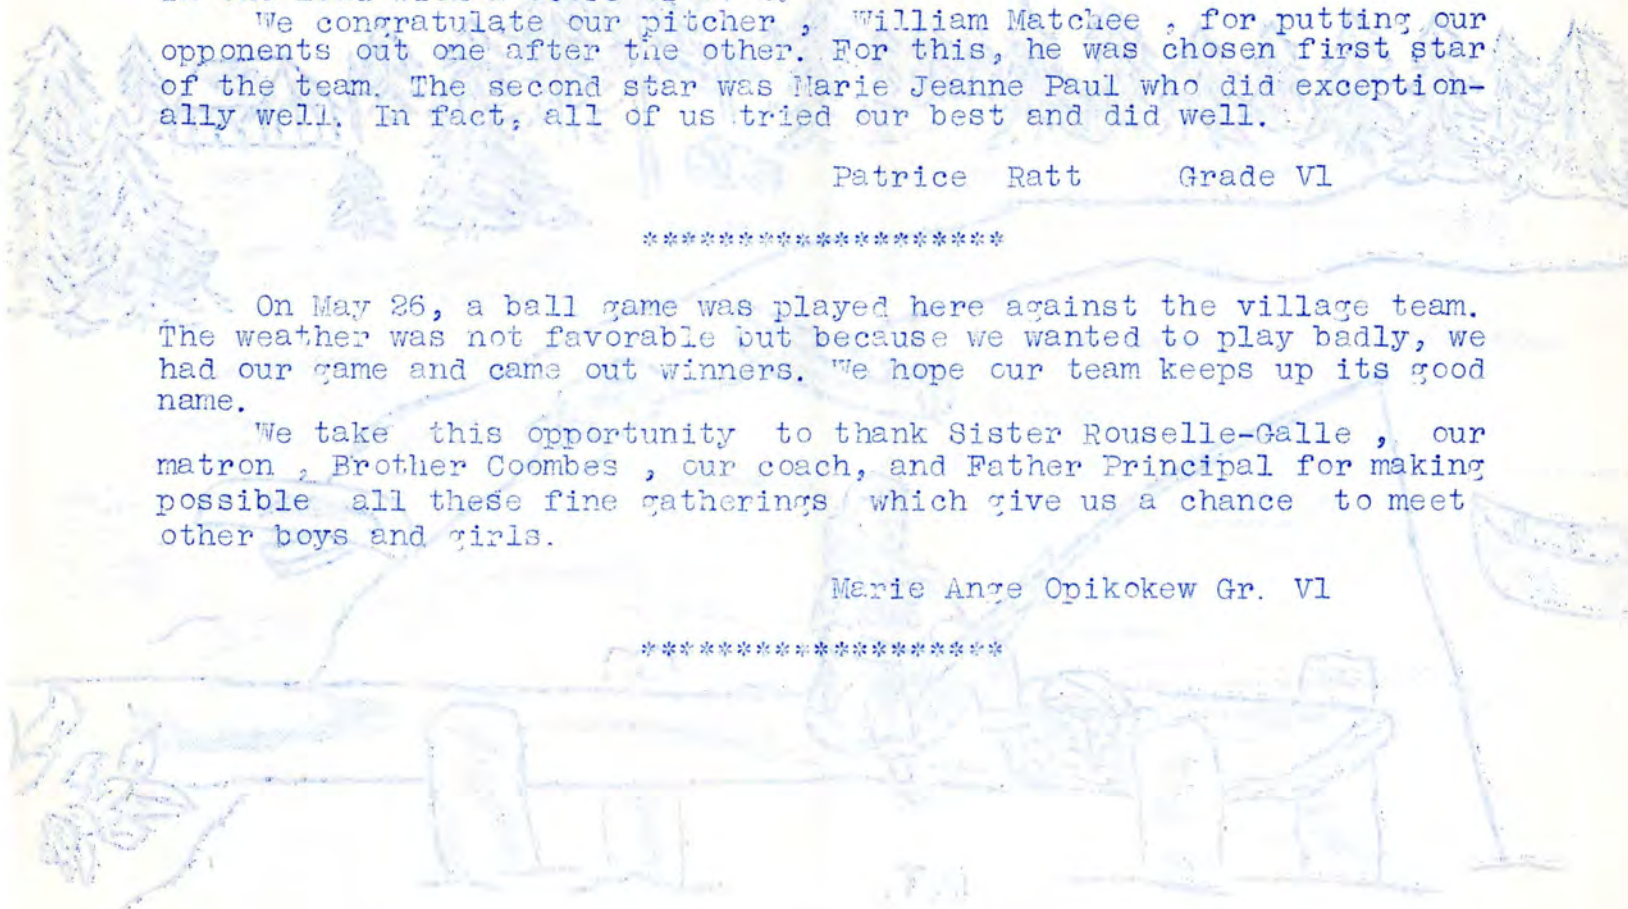 We congratulate our pitcher , William Matchee , for putting our
opponents out one after the other. For this, he was chosen first star
of the team. The second star was Marie Jeanne Paul who did exception-
ally well. In fact, all of us tried our best and did well.
Patrice Ratt Grade Vl
*******************
On May 26, a ball game was played here against the village team.
The weather was not favorable but because we wanted to play badly, we
had our game and came out winners. We hope our team keeps up its good
name.
We take this opportunity to thank Sister Rouselle-Galle , our
matron , Brother Coombes , our coach, and Father Principal for making
possible all these fine gatherings which give us a chance to meet
other boys and girls.
Marie Ange Opikokew Gr. Vl
*******************